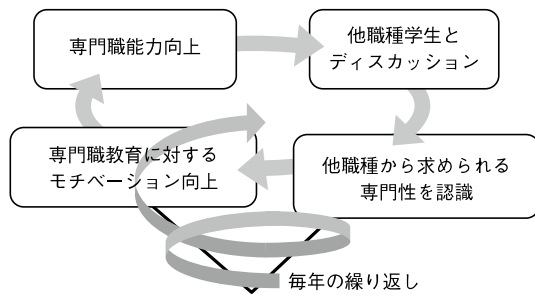 専門職能力向上
他職種学生と
ディスカッション
専門職教育に対する
モチベーション向上
他職種から求められる
専門性を認識
毎年の繰り返し